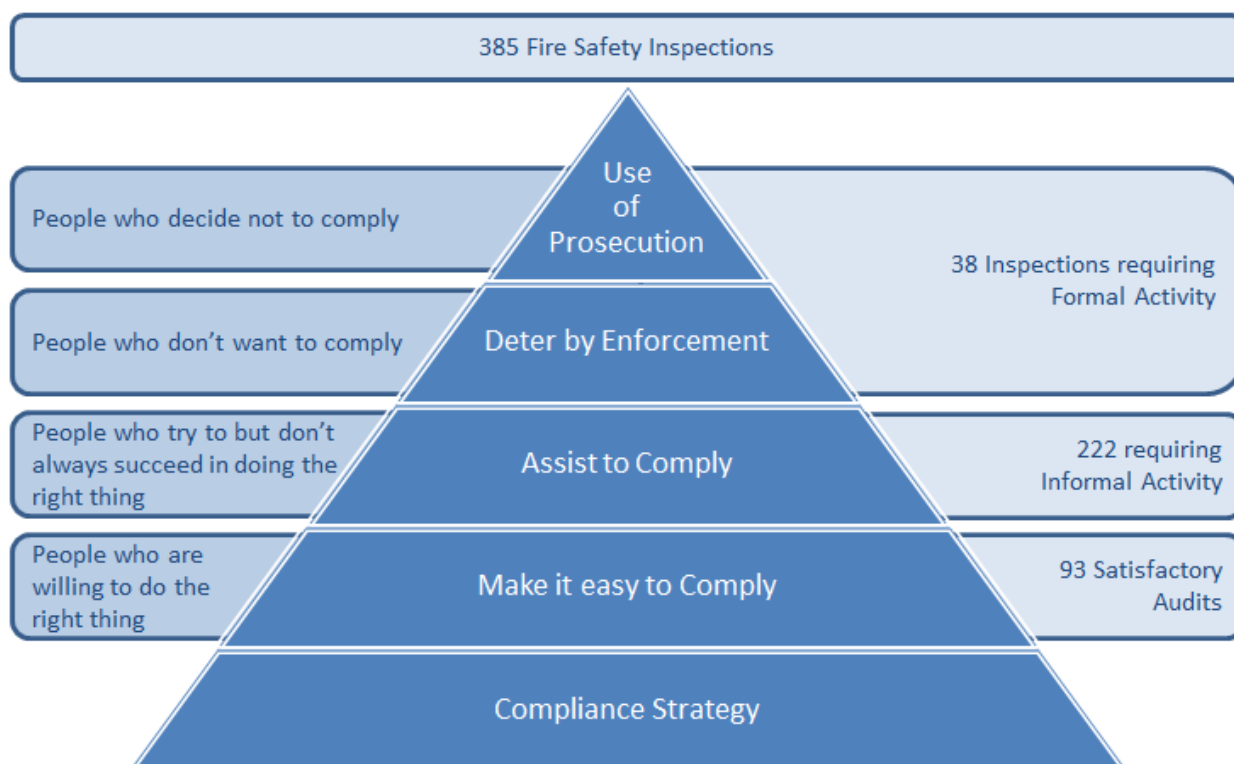 385 Fire Safety Inspections
Use
of
Prosecution
People who decide not to comply
38 Inspections requiring
Formal Activity
People who don't want to comply
Deter by Enforcement
People who try to but don't
always succeed in doing the
right thing
Assist to Comply
222 requiring
Informal Activity
People who are
willing to do the
right thing
Make it easy to Comply
93 Satisfactory
Audits
Compliance Strategy